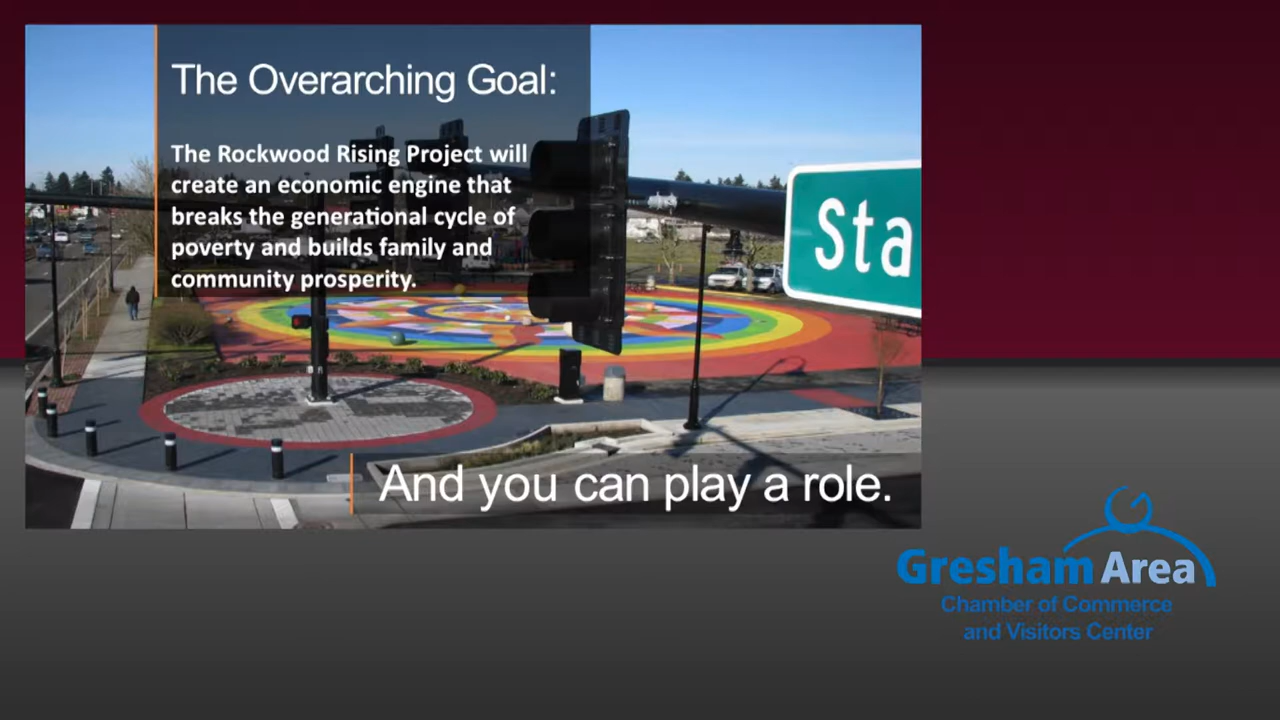 The Overarching Goal:
The Rockwood Rising Project will
create an economic engine that
breaks the generational cycle of
poverty and builds family and
community prosperity.
Sta
And you can play a role.
Gresham Area
Chamber of Commerce
and Visitors Center